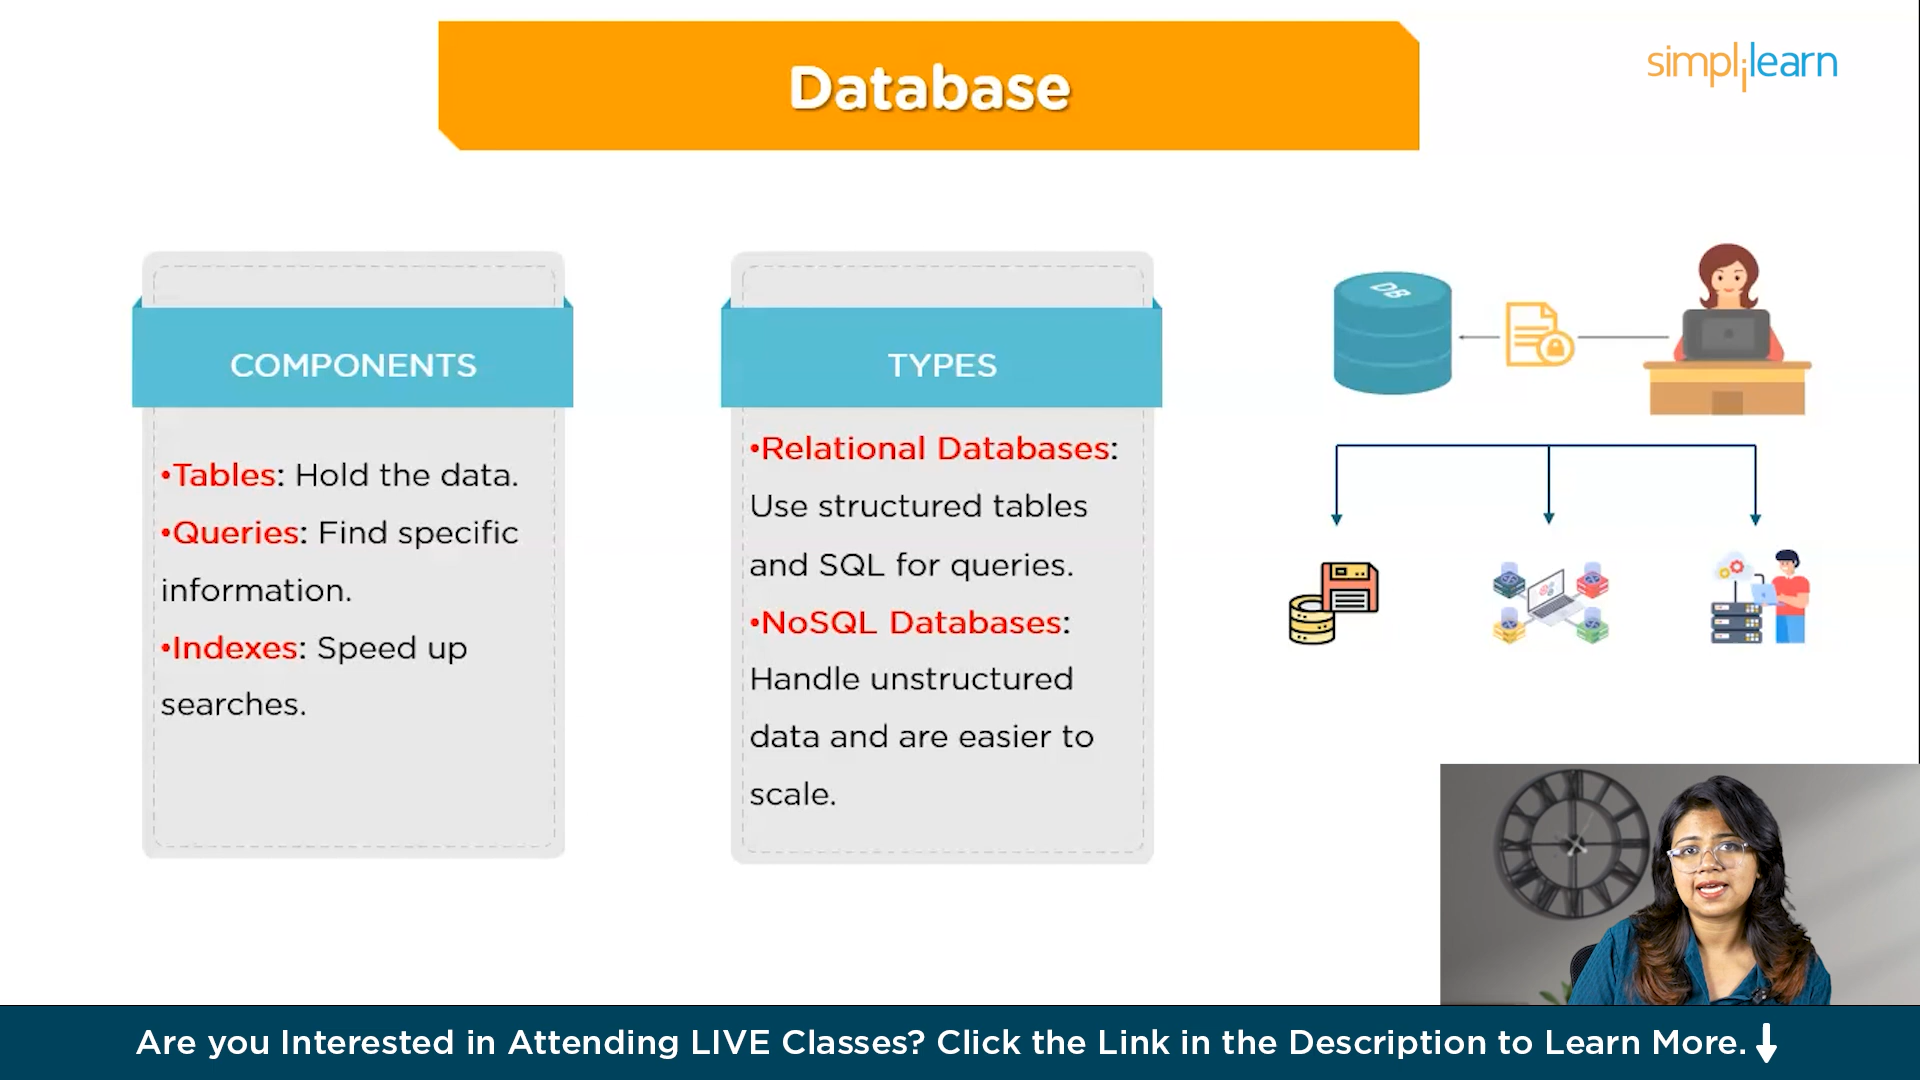 Database
simplilearn
COMPONENTS
•Tables: Hold the data.
•Queries: Find specific
information.
•Indexes: Speed up
searches.
TYPES
•Relational Databases:
Use structured tables
and SQL for queries.
•NoSQL Databases:
Handle unstructured
data and are easier to
scale.
DB
Are you Interested in Attending LIVE Classes? Click the Link in the Description to Learn More.